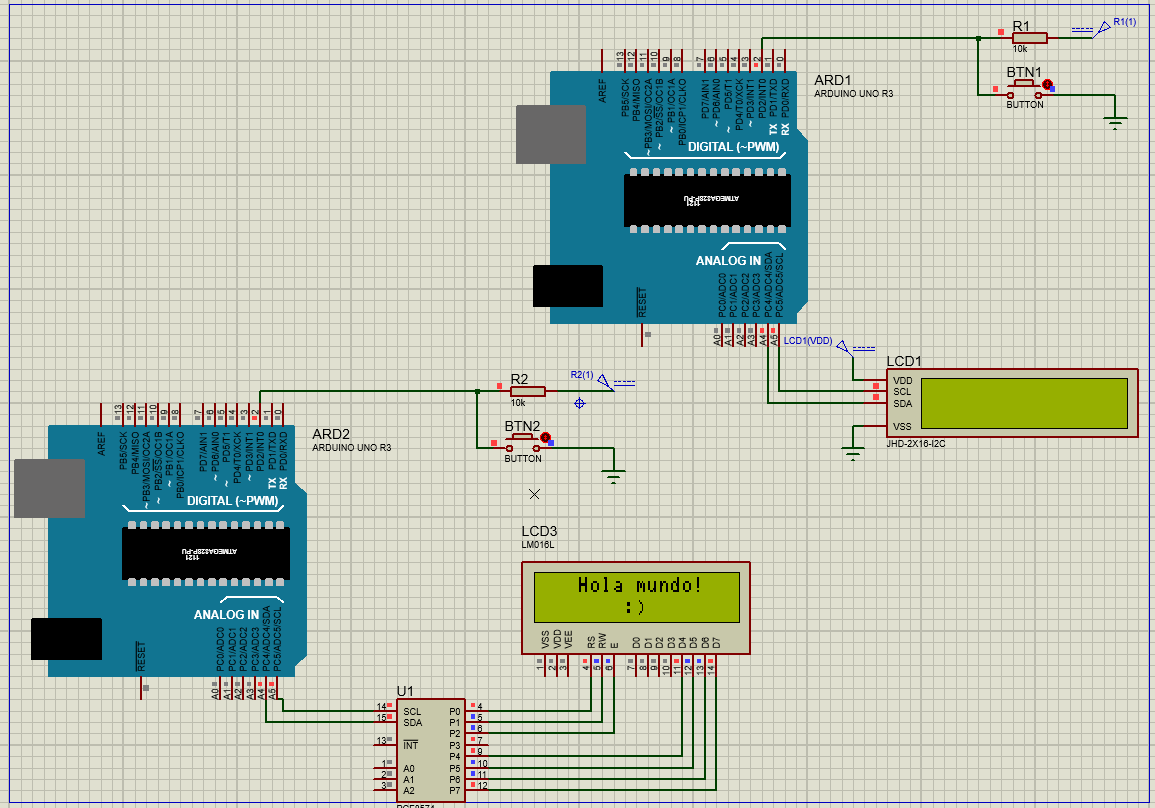 R1
10k
R1(1)
BTN1
BUTTON
ARD1
ARDUINO UNO R3
13
12
11
10
9
8
7
6
5
4
3
2
1
0
AREF
PB5/SCK
PB4/MISO
PB3/MOSI/OC2A
PB2/SS/OC1B
PB1/OC1A
PB0/ICP1/CLKO
PD7/AIN1
PD6/AIN0
PD5/T1
PD4/T0/XCK
PD3/INT1
PD2/INT0
PD1/TXD
PD0/RXD
~
~
~
~
~
~
TX
RX
DIGITAL (~PWM)
ATMEGA328P-PU
1121
ANALOG IN
RESET
PC0/ADC0
PC1/ADC1
PC2/ADC2
PC3/ADC3
PC4/ADC4/SDA
PC5/ADC5/SCL
A0
A1
A2
A3
A4
A5
LCD1(VDD)
LCD1
VDD
SCL
SDA
VSS
JHD-2X16-I2C
R2
10k
R2(1)
BTN2
BUTTON
ARD2
ARDUINO UNO R3
13
12
11
10
9
8
7
6
5
4
3
2
1
0
AREF
PB5/SCK
PB4/MISO
PB3/MOSI/OC2A
PB2/SS/OC1B
PB1/OC1A
PB0/ICP1/CLKO
PD7/AIN1
PD6/AIN0
PD5/T1
PD4/T0/XCK
PD3/INT1
PD2/INT0
PD1/TXD
PD0/RXD
~
~
~
~
~
~
TX
RX
DIGITAL (~PWM)
ATMEGA328P-PU
1121
ANALOG IN
RESET
PC0/ADC0
PC1/ADC1
PC2/ADC2
PC3/ADC3
PC4/ADC4/SDA
PC5/ADC5/SCL
A0
A1
A2
A3
A4
A5
LCD3
LM016L
Hola mundo!
:)
VSS
VDD
VEE
RS
RW
E
D0
D1
D2
D3
D4
D5
D6
D7
1
2
3
4
5
6
7
8
9
10
11
12
13
14
U1
14 SCL P0 4
15 SDA P1 5
P2 6
13 INT P3 7
P4 9
1 A0 P5 10
2 A1 P6 11
3 A2 P7 12
PCF8574